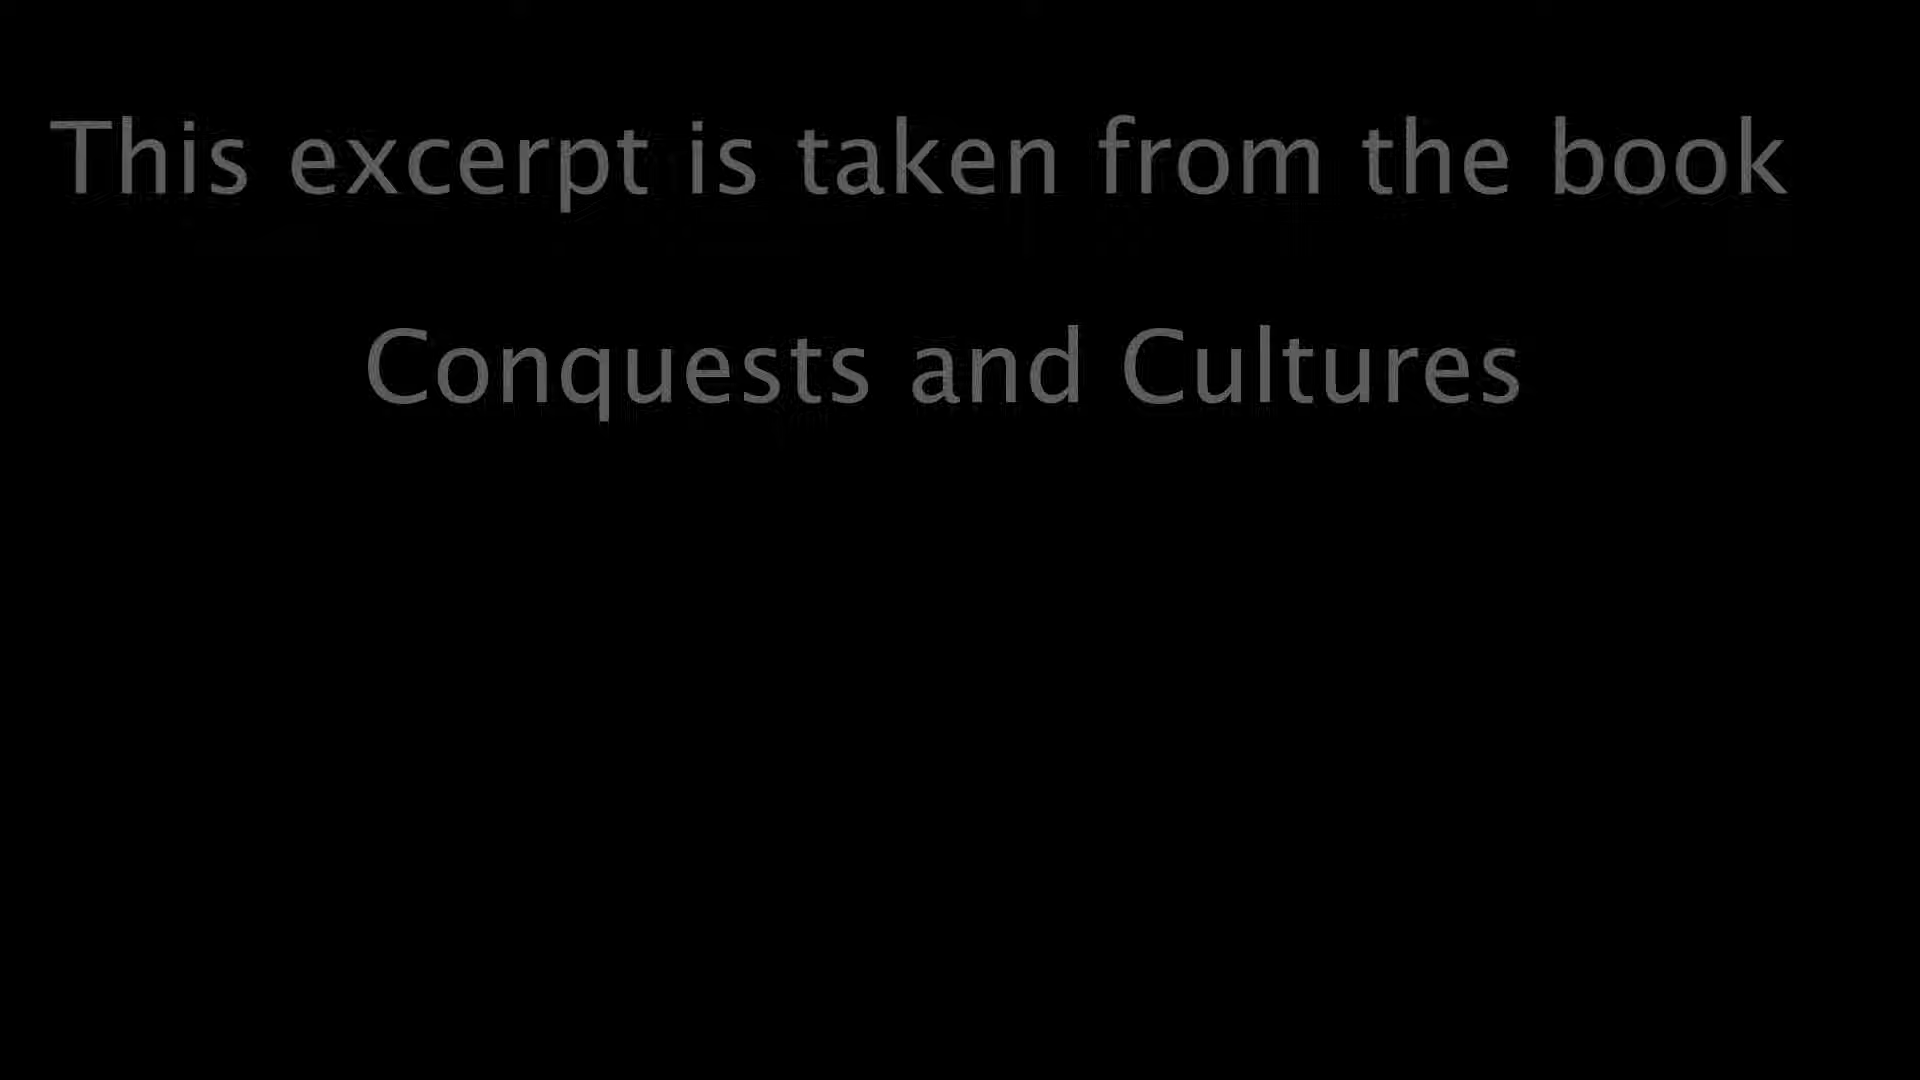 This excerpt is taken from the book
Conquests and Cultures